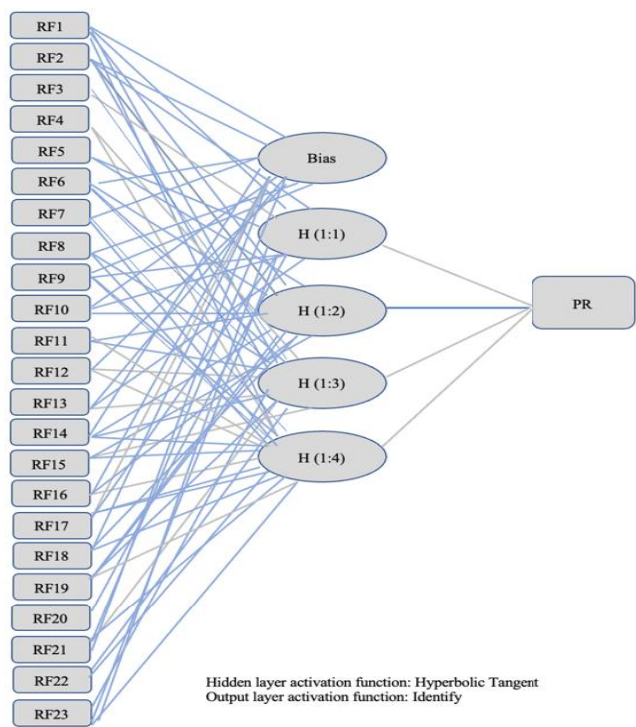 RF1
RF2
RF3
RF4
RF5
RF6
RF7
RF8
RF9
RF10
RF11
RF12
RF13
RF14
RF15
RF16
RF17
RF18
RF19
RF20
RF21
RF22
RF23
Bias
H (1:1)
H (1:2)
H (1:3)
H (1:4)
PR
Hidden layer activation function: Hyperbolic Tangent
Output layer activation function: Identify